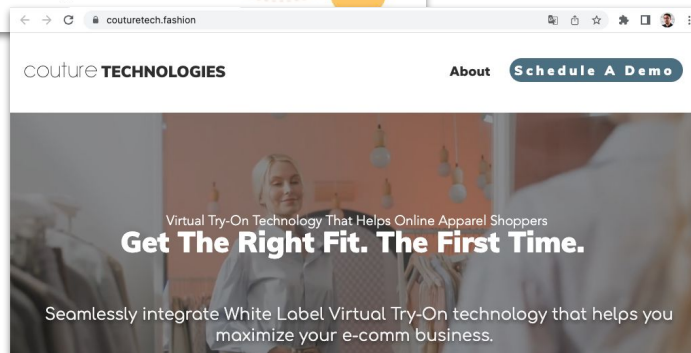 couturetech.fashion
couture TECHNOLOGIES
About
Schedule A Demo
Virtual Try-On Technology That Helps Online Apparel Shoppers
Get The Right Fit. The First Time.
Seamlessly integrate White Label Virtual Try-On technology that helps you
maximize your e-comm business.